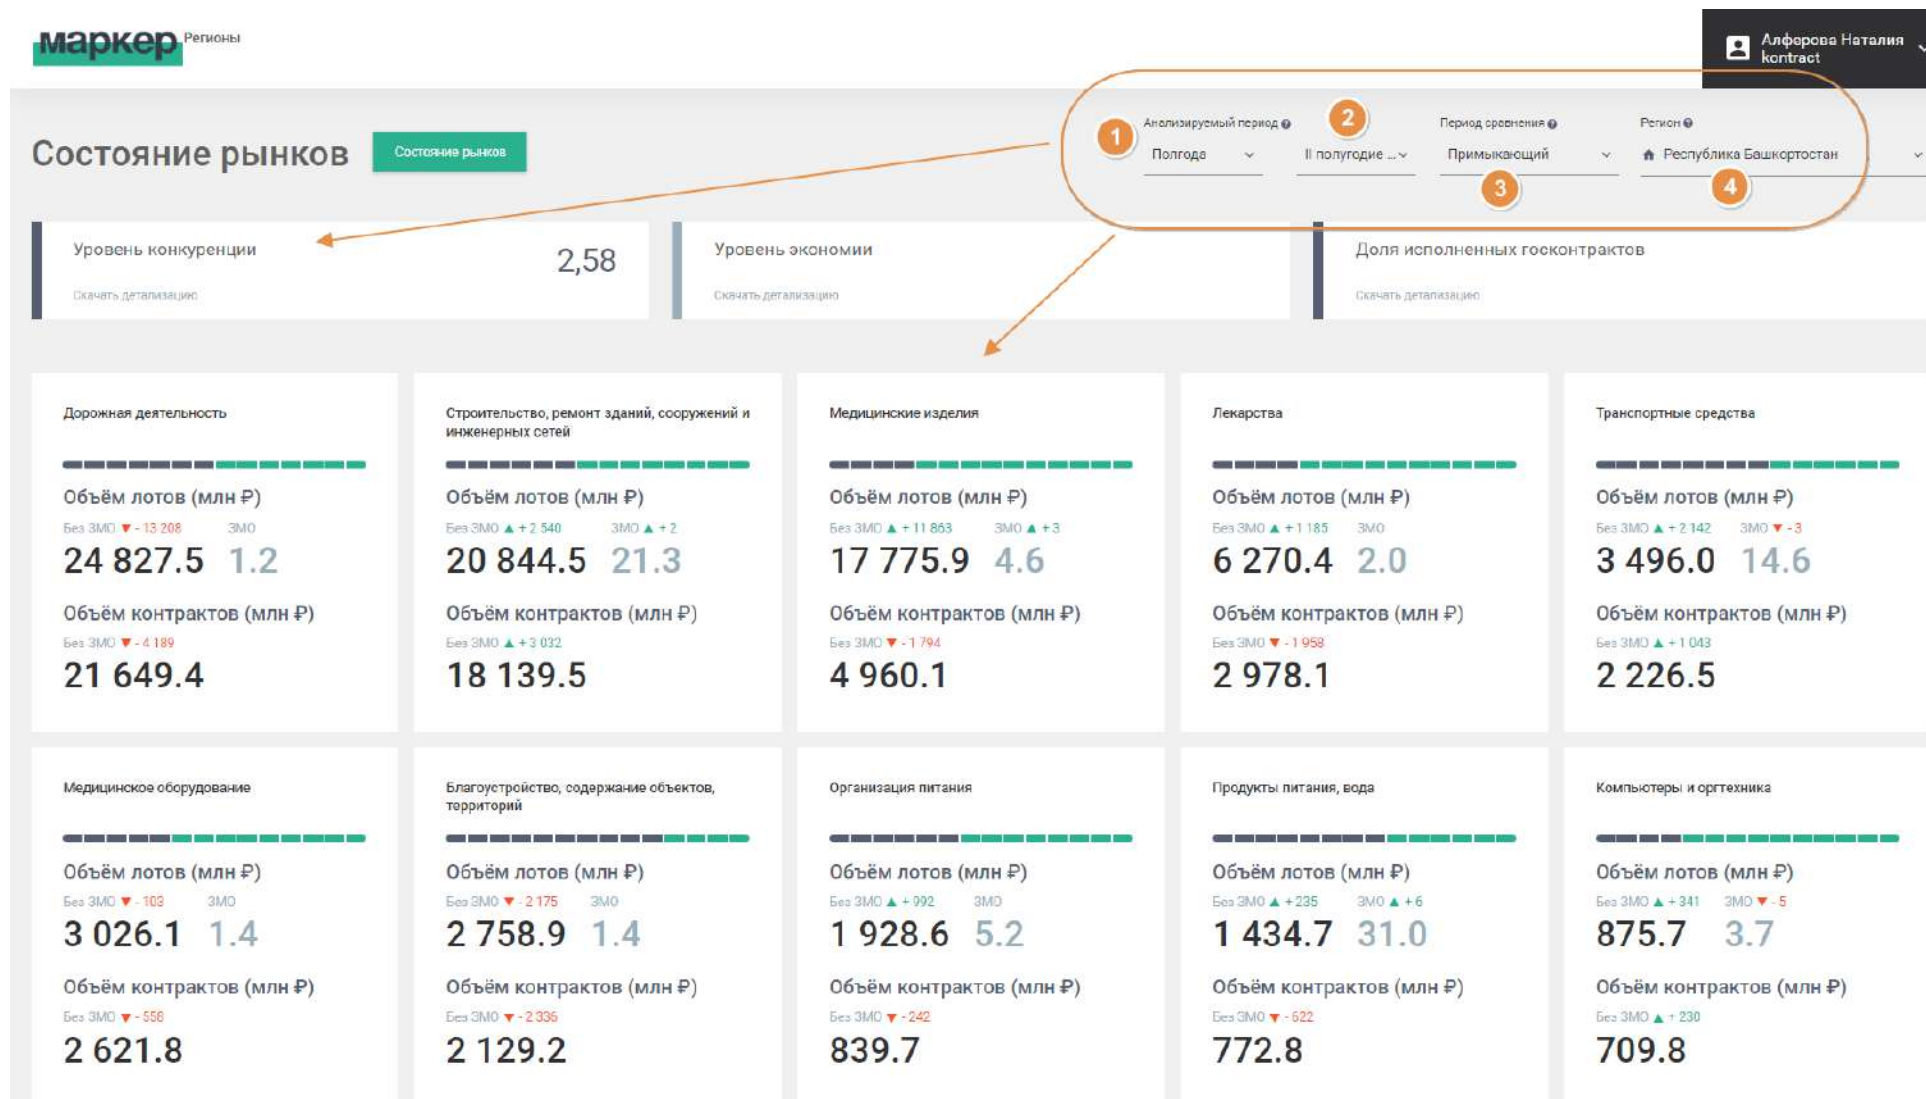 маркер Регионы
Алферова Наталия
kontract
Состояние рынков
Состояние рынков
1
Анализируемый период
Полгода
2
II полугодие ...
Период сравнения
Примыкающий
3
Регион
Республика Башкортостан
4
Уровень конкуренции
2,58
Скачать детализацию
Уровень экономии
Скачать детализацию
Доля исполненных госконтрактов
Скачать детализацию
Дорожная деятельность
Объём лотов (млн ₽)
Без ЗМО ▼ - 13 208 ЗМО
24 827.5 1.2
Объём контрактов (млн ₽)
Без ЗМО ▼ - 4 189
21 649.4
Строительство, ремонт зданий, сооружений и
инженерных сетей
Объём лотов (млн ₽)
Без ЗМО ▲ + 2 540 ЗМО ▲ + 2
20 844.5 21.3
Объём контрактов (млн ₽)
Без ЗМО ▲ + 3 032
18 139.5
Медицинские изделия
Объём лотов (млн ₽)
Без ЗМО ▲ + 11 863 ЗМО ▲ + 3
17 775.9 4.6
Объём контрактов (млн ₽)
Без ЗМО ▼ - 1 794
4 960.1
Лекарства
Объём лотов (млн ₽)
Без ЗМО ▲ + 1 185 ЗМО
6 270.4 2.0
Объём контрактов (млн ₽)
Без ЗМО ▼ - 1 958
2 978.1
Транспортные средства
Объём лотов (млн ₽)
Без ЗМО ▲ + 2 142 ЗМО ▼ - 3
3 496.0 14.6
Объём контрактов (млн ₽)
Без ЗМО ▲ + 1 043
2 226.5
Медицинское оборудование
Объём лотов (млн ₽)
Без ЗМО ▼ - 103 ЗМО
3 026.1 1.4
Объём контрактов (млн ₽)
Без ЗМО ▼ - 558
2 621.8
Благоустройство, содержание объектов,
территорий
Объём лотов (млн ₽)
Без ЗМО ▼ - 2 175 ЗМО
2 758.9 1.4
Объём контрактов (млн ₽)
Без ЗМО ▼ - 2 336
2 129.2
Организация питания
Объём лотов (млн ₽)
Без ЗМО ▲ + 992 ЗМО
1 928.6 5.2
Объём контрактов (млн ₽)
Без ЗМО ▼ - 242
839.7
Продукты питания, вода
Объём лотов (млн ₽)
Без ЗМО ▲ + 235 ЗМО ▲ + 6
1 434.7 31.0
Объём контрактов (млн ₽)
Без ЗМО ▼ - 622
772.8
Компьютеры и оргтехника
Объём лотов (млн ₽)
Без ЗМО ▲ + 341 ЗМО ▼ - 5
875.7 3.7
Объём контрактов (млн ₽)
Без ЗМО ▲ + 230
709.8